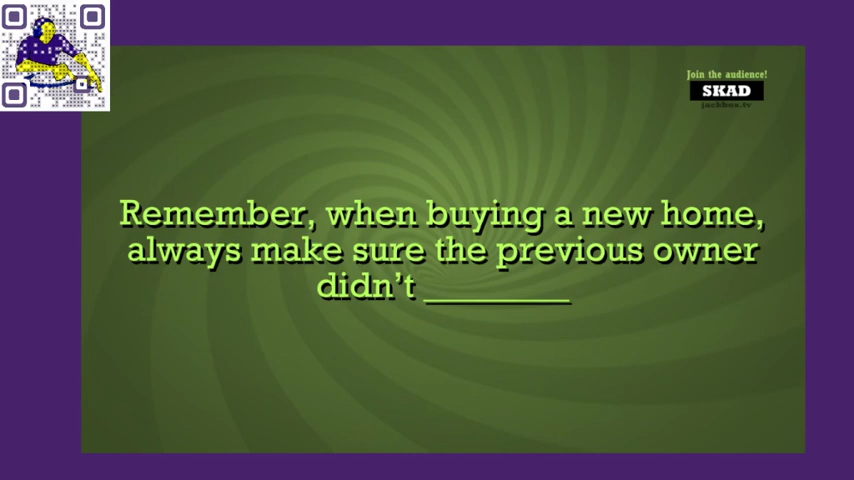 Join the audience!
SKAD
jackbox.tv
Remember, when buying a new home,
always make sure the previous owner
didn’t ________